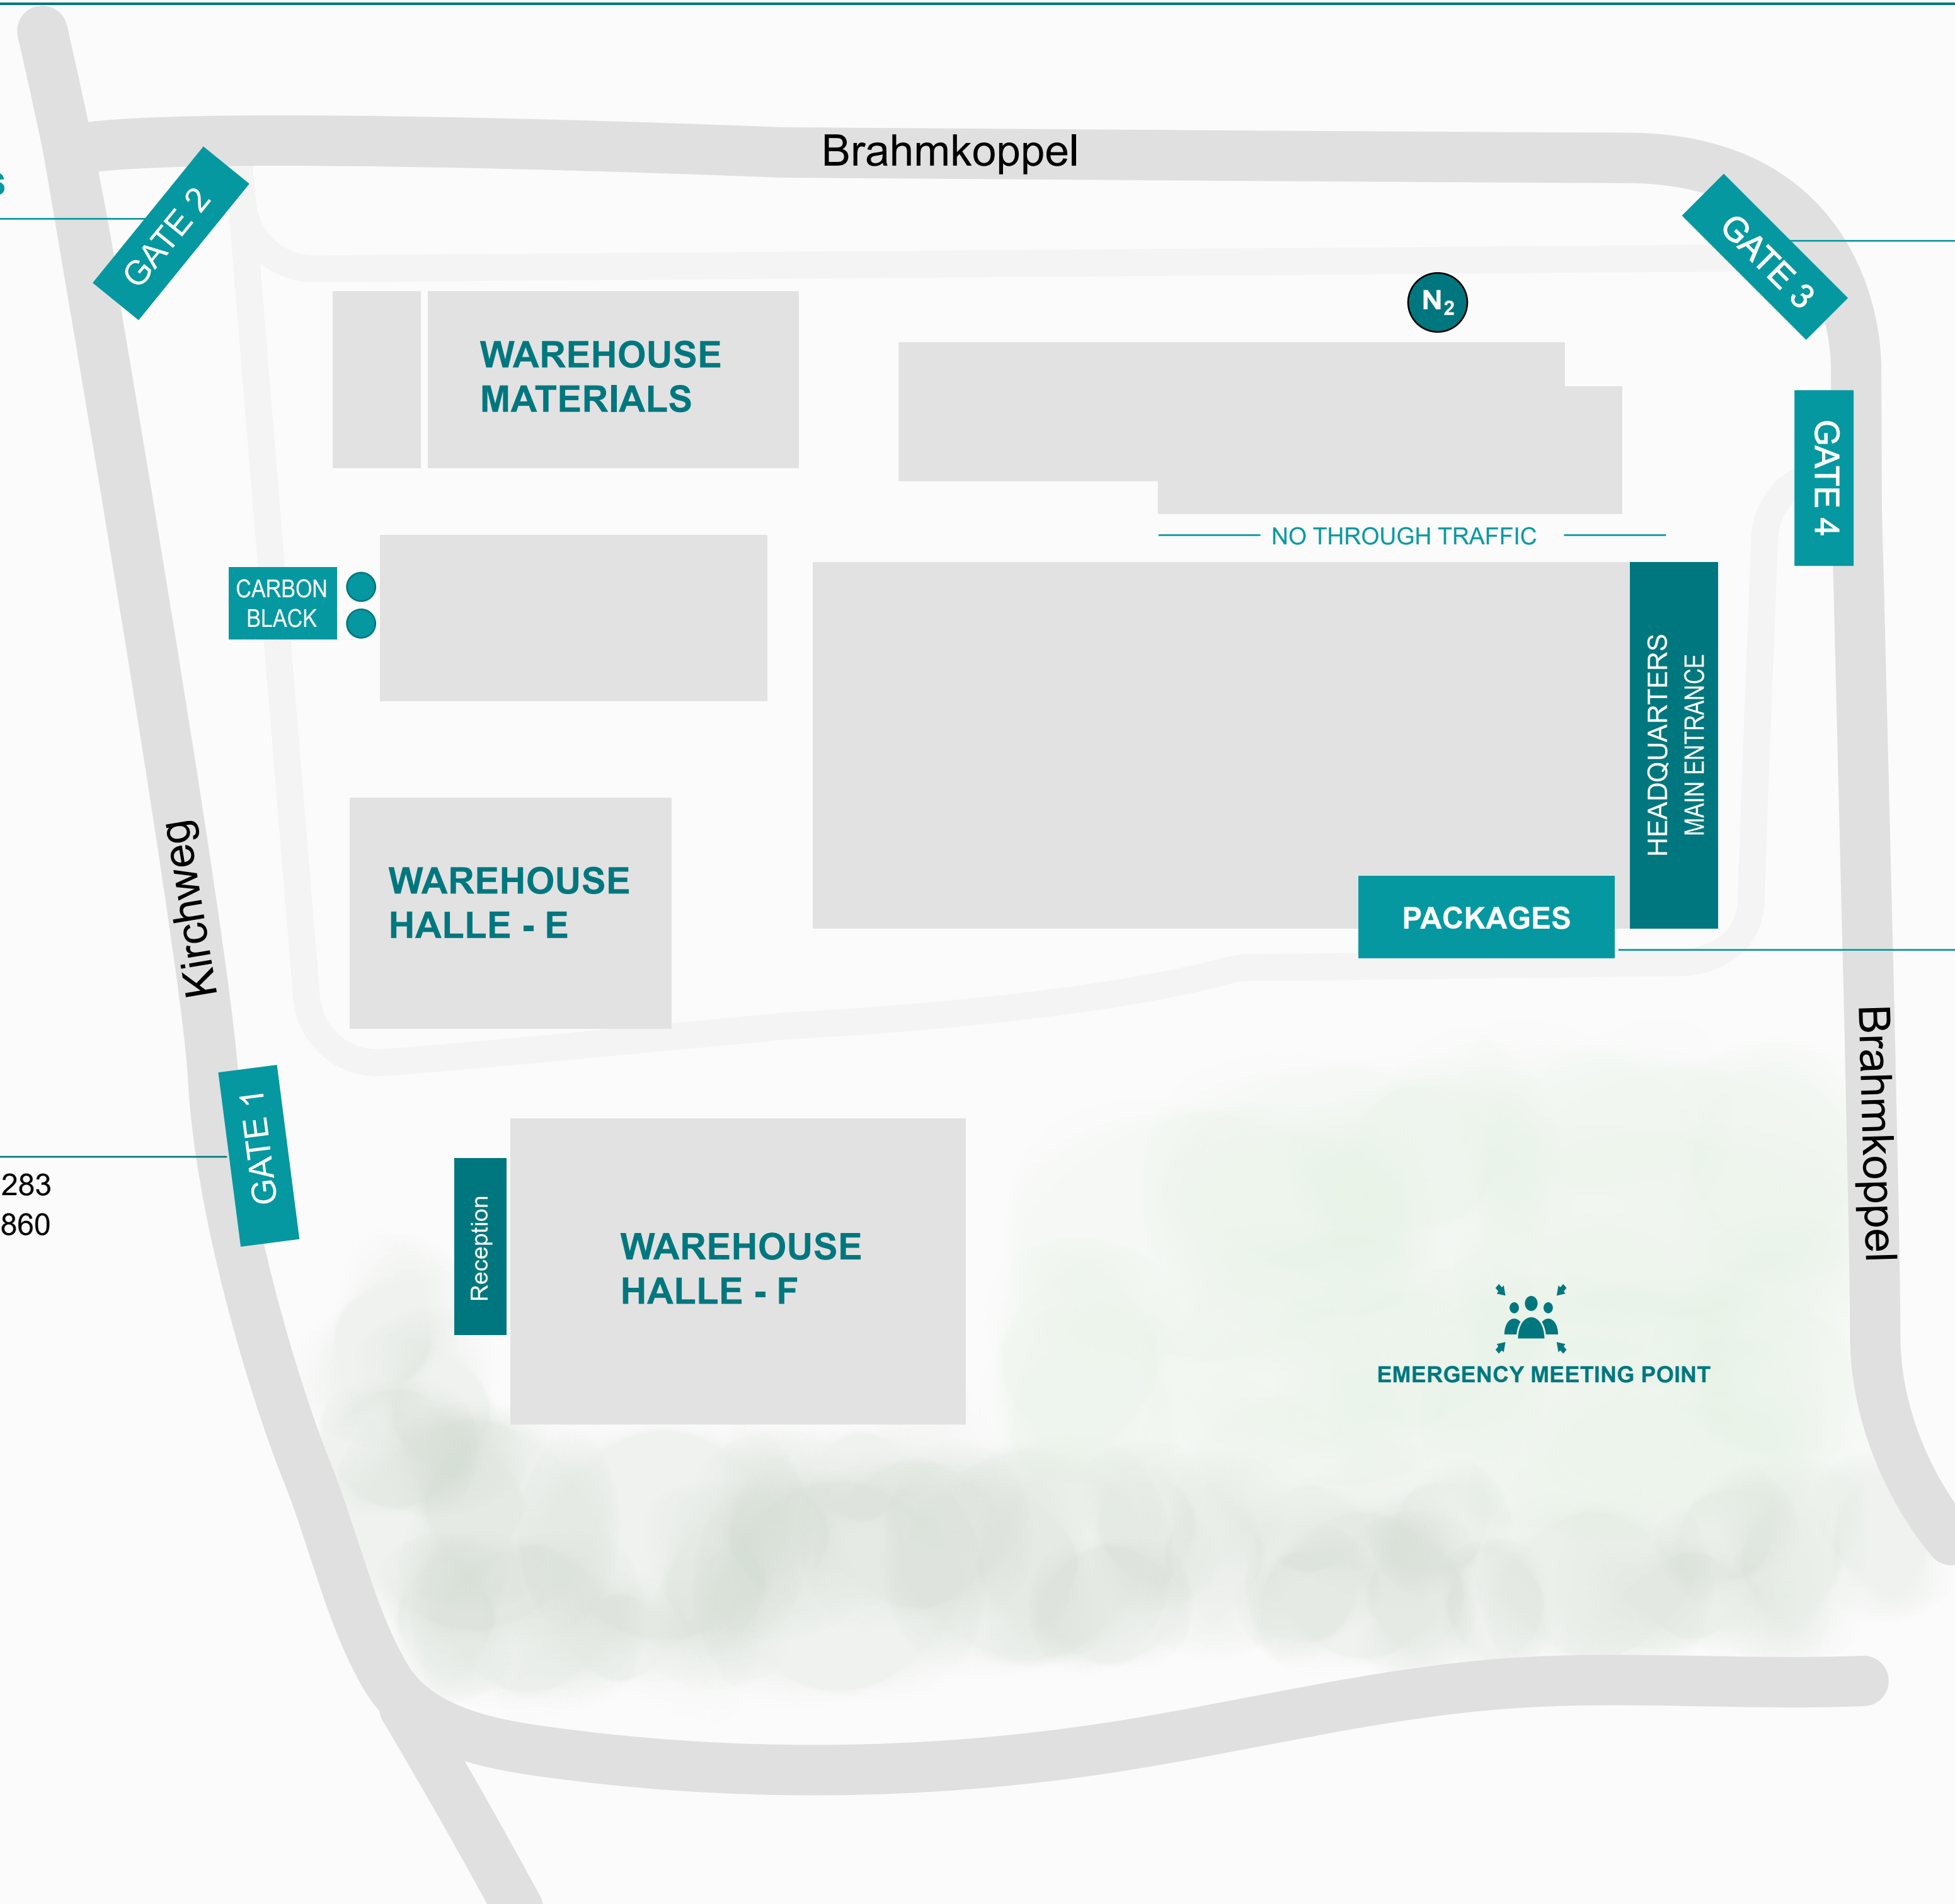 Brahmkoppel
GATE 2
GATE 3
N2
WAREHOUSE
MATERIALS
GATE 4
NO THROUGH TRAFFIC
CARBON
BLACK
HEADQUARTERS
MAIN ENTRANCE
Kirchweg
WAREHOUSE
HALLE - E
PACKAGES
Brahmkoppel
GATE 1
283
860
Reception
WAREHOUSE
HALLE - F
EMERGENCY MEETING POINT